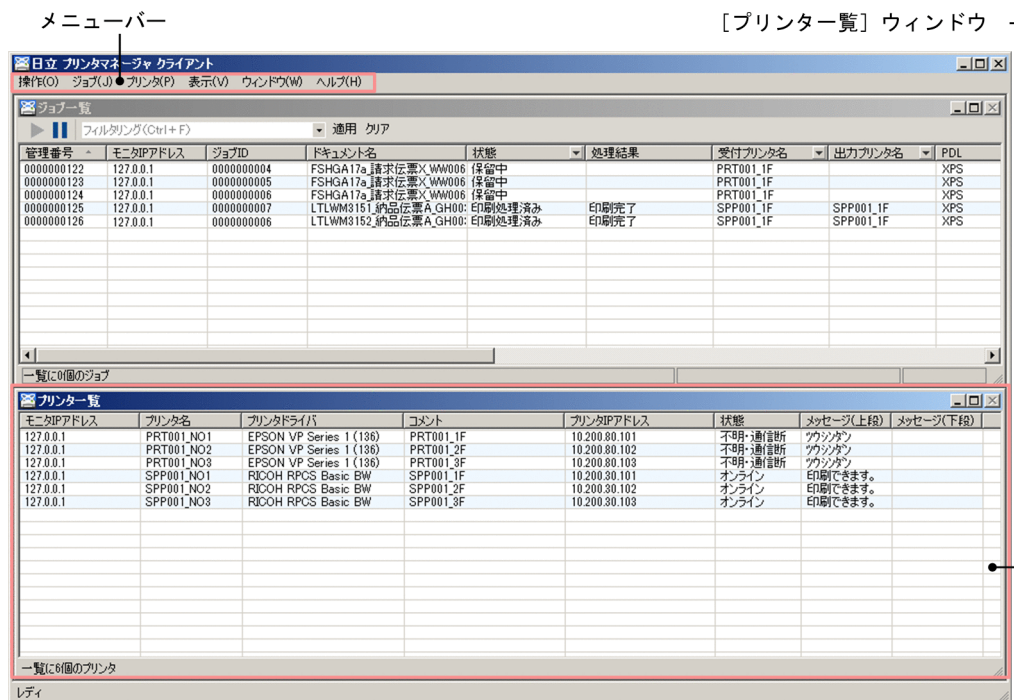 メニューバー
[プリンタ一覧] ウィンドウ
日立 プリンタマネージャ クライアント
操作(O) ジョブ(J) プリンタ(P) 表示(V) ウィンドウ(W) ヘルプ(H)
ジョブ一覧
フィルタリング(Ctrl+F) 適用 クリア
管理番号 モニタIPアドレス ジョブID ドキュメント名 状態 処理結果 受付プリンタ名 出力プリンタ名 PDL
0000000122 127.0.0.1 0000000004 FSHGA17a_請求伝票X_WW006 保留中 PRT001_1F XPS
0000000123 127.0.0.1 0000000005 FSHGA17a_請求伝票X_WW006 保留中 PRT001_1F XPS
0000000124 127.0.0.1 0000000006 FSHGA17a_請求伝票X_WW006 保留中 PRT001_1F XPS
0000000125 127.0.0.1 0000000007 LTLWM3151_納品伝票A_GH00 印刷処理済み 印刷完了 SPP001_1F SPP001_1F XPS
0000000126 127.0.0.1 0000000006 LTLWM3152_納品伝票A_GH00 印刷処理済み 印刷完了 SPP001_1F SPP001_1F XPS
一覧に0個のジョブ
プリンタ一覧
モニタIPアドレス プリンタ名 プリンタドライバ コメント プリンタIPアドレス 状態 メッセージ(上段) メッセージ(下段)
127.0.0.1 PRT001_NO1 EPSON VP Series 1 (136) PRT001_1F 10.200.80.101 不明・通信断 ツウシンダン
127.0.0.1 PRT001_NO2 EPSON VP Series 1 (136) PRT001_2F 10.200.80.102 不明・通信断 ツウシンダン
127.0.0.1 PRT001_NO3 EPSON VP Series 1 (136) PRT001_3F 10.200.80.103 不明・通信断 ツウシンダン
127.0.0.1 SPP001_NO1 RICOH RPCS Basic BW SPP001_1F 10.200.30.101 オンライン 印刷できます。
127.0.0.1 SPP001_NO2 RICOH RPCS Basic BW SPP001_2F 10.200.30.102 オンライン 印刷できます。
127.0.0.1 SPP001_NO3 RICOH RPCS Basic BW SPP001_3F 10.200.30.103 オンライン 印刷できます。
一覧に6個のプリンタ
レディ